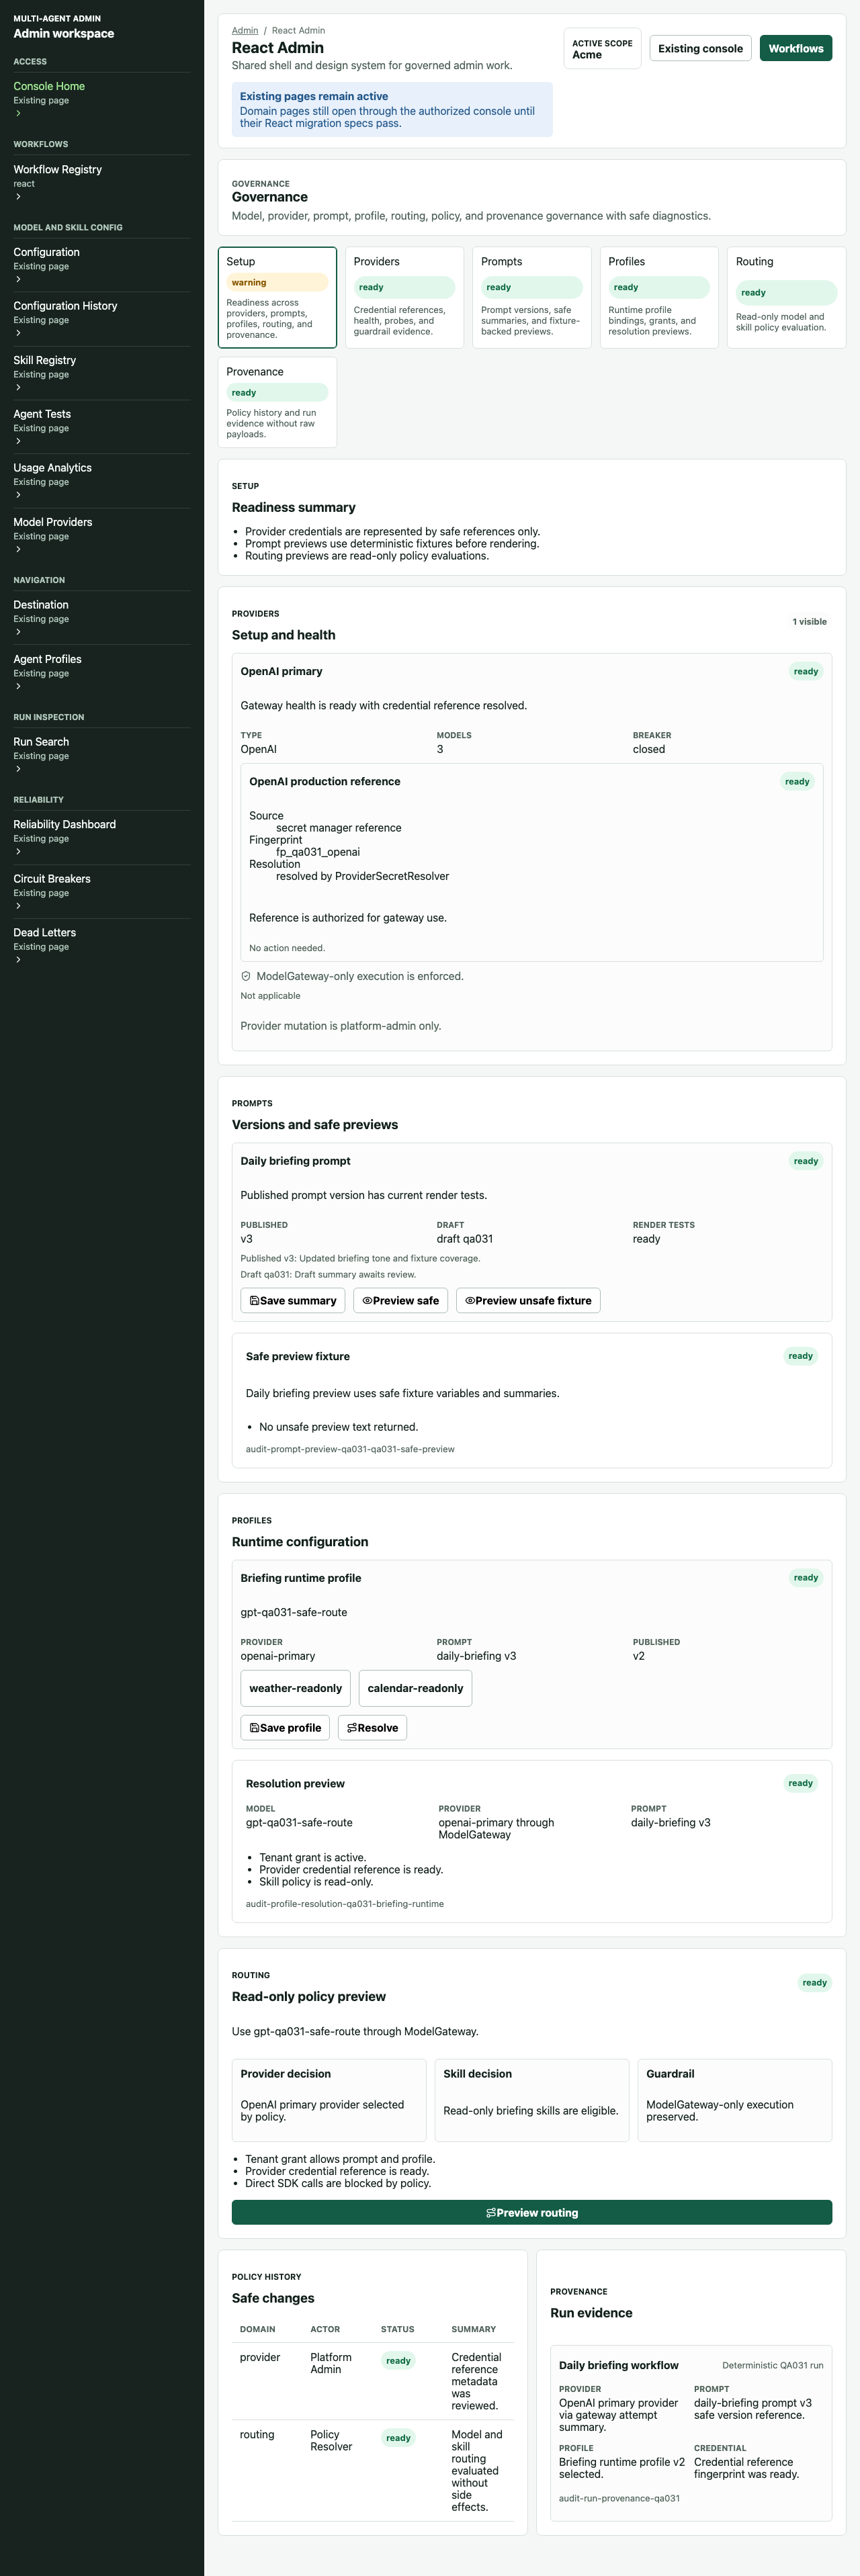 MULTI-AGENT ADMIN
Admin workspace
ACCESS
Console Home
Existing page
WORKFLOWS
Workflow Registry
react
MODEL AND SKILL CONFIG
Configuration
Existing page
Configuration History
Existing page
Skill Registry
Existing page
Agent Tests
Existing page
Usage Analytics
Existing page
Model Providers
Existing page
NAVIGATION
Destination
Existing page
Agent Profiles
Existing page
RUN INSPECTION
Run Search
Existing page
RELIABILITY
Reliability Dashboard
Existing page
Circuit Breakers
Existing page
Dead Letters
Existing page
Admin / React Admin
React Admin
Shared shell and design system for governed admin work.
ACTIVE SCOPE
Acme
Existing console
Workflows
Existing pages remain active
Domain pages still open through the authorized console until
their React migration specs pass.
GOVERNANCE
Governance
Model, provider, prompt, profile, routing, policy, and provenance governance with safe diagnostics.
Setup
warning
Readiness across
providers, prompts,
profiles, routing, and
provenance.
Providers
ready
Credential references,
health, probes, and
guardrail evidence.
Prompts
ready
Prompt versions, safe
summaries, and fixture-
backed previews.
Profiles
ready
Runtime profile
bindings, grants, and
resolution previews.
Routing
ready
Read-only model and
skill policy evaluation.
Provenance
ready
Policy history and run
evidence without raw
payloads.
SETUP
Readiness summary
• Provider credentials are represented by safe references only.
• Prompt previews use deterministic fixtures before rendering.
• Routing previews are read-only policy evaluations.
PROVIDERS
Setup and health
1 visible
OpenAI primary
ready
Gateway health is ready with credential reference resolved.
TYPE MODELS BREAKER
OpenAI 3 closed
OpenAI production reference
ready
Source
secret manager reference
Fingerprint
fp_qa031_openai
Resolution
resolved by ProviderSecretResolver
Reference is authorized for gateway use.
No action needed.
ModelGateway-only execution is enforced.
Not applicable
Provider mutation is platform-admin only.
PROMPTS
Versions and safe previews
Daily briefing prompt
ready
Published prompt version has current render tests.
PUBLISHED DRAFT RENDER TESTS
v3 draft qa031 ready
Published v3: Updated briefing tone and fixture coverage.
Draft qa031: Draft summary awaits review.
Save summary Preview safe Preview unsafe fixture
Safe preview fixture
ready
Daily briefing preview uses safe fixture variables and summaries.
• No unsafe preview text returned.
audit-prompt-preview-qa031-qa031-safe-preview
PROFILES
Runtime configuration
Briefing runtime profile
ready
gpt-qa031-safe-route
PROVIDER PROMPT PUBLISHED
openai-primary daily-briefing v3 v2
weather-readonly calendar-readonly
Save profile Resolve
Resolution preview
ready
MODEL PROVIDER PROMPT
gpt-qa031-safe-route openai-primary through daily-briefing v3
ModelGateway
• Tenant grant is active.
• Provider credential reference is ready.
• Skill policy is read-only.
audit-profile-resolution-qa031-briefing-runtime
ROUTING
Read-only policy preview
ready
Use gpt-qa031-safe-route through ModelGateway.
Provider decision
OpenAI primary provider selected
by policy.
Skill decision
Read-only briefing skills are eligible.
Guardrail
ModelGateway-only execution
preserved.
• Tenant grant allows prompt and profile.
• Provider credential reference is ready.
• Direct SDK calls are blocked by policy.
Preview routing
POLICY HISTORY
Safe changes
DOMAIN ACTOR STATUS SUMMARY
provider
Platform
Admin
ready
Credential
reference
metadata
was
reviewed.
routing
Policy
Resolver
ready
Model and
skill
routing
evaluated
without
side
effects.
PROVENANCE
Run evidence
Daily briefing workflow
Deterministic QA031 run
PROVIDER
OpenAI primary provider
via gateway attempt
summary.
PROMPT
daily-briefing prompt v3
safe version reference.
PROFILE
Briefing runtime profile v2
selected.
CREDENTIAL
Credential reference
fingerprint was ready.
audit-run-provenance-qa031